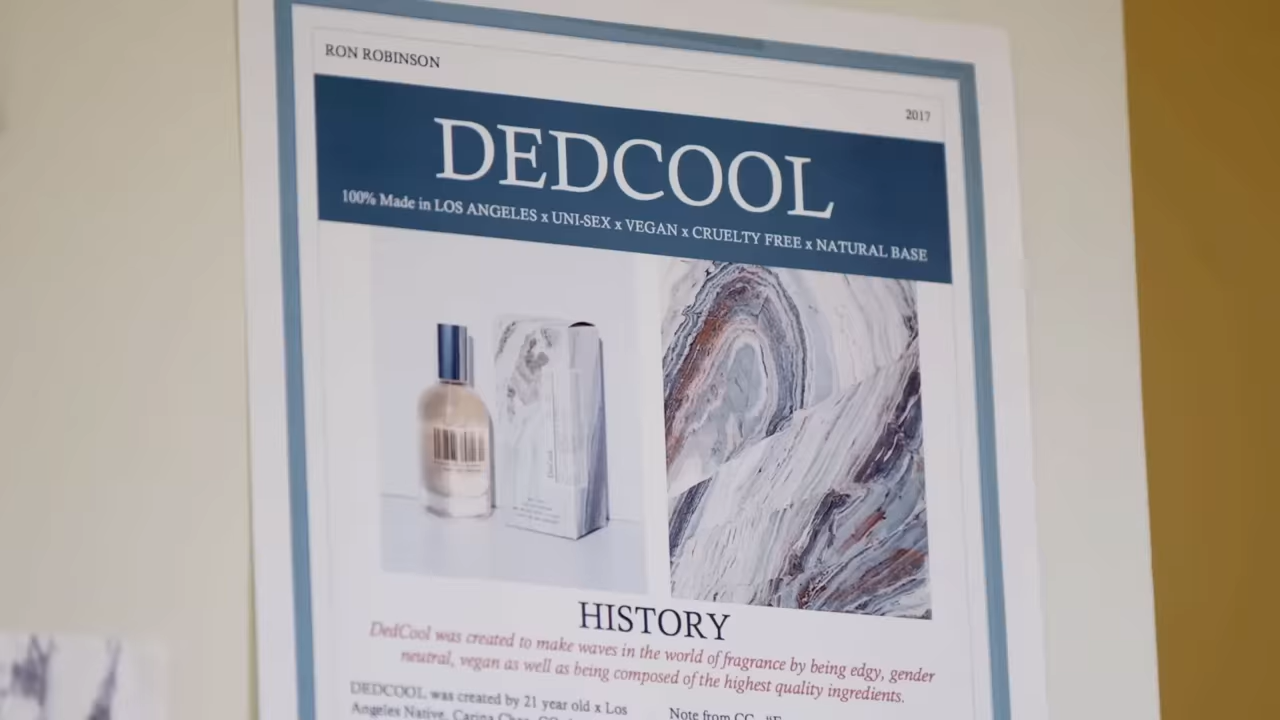 RON ROBINSON
2017
DEDCOOL
100% Made in LOS ANGELES x UNI-SEX x VEGAN x CRUELTY FREE x NATURAL BASE
HISTORY
DedCool was created to make waves in the world of fragrance by being edgy, gender
neutral, vegan as well as being composed of the highest quality ingredients.
DEDCOOL was created by 21 year old x Los
Angeles Native, Carina
Note from CC